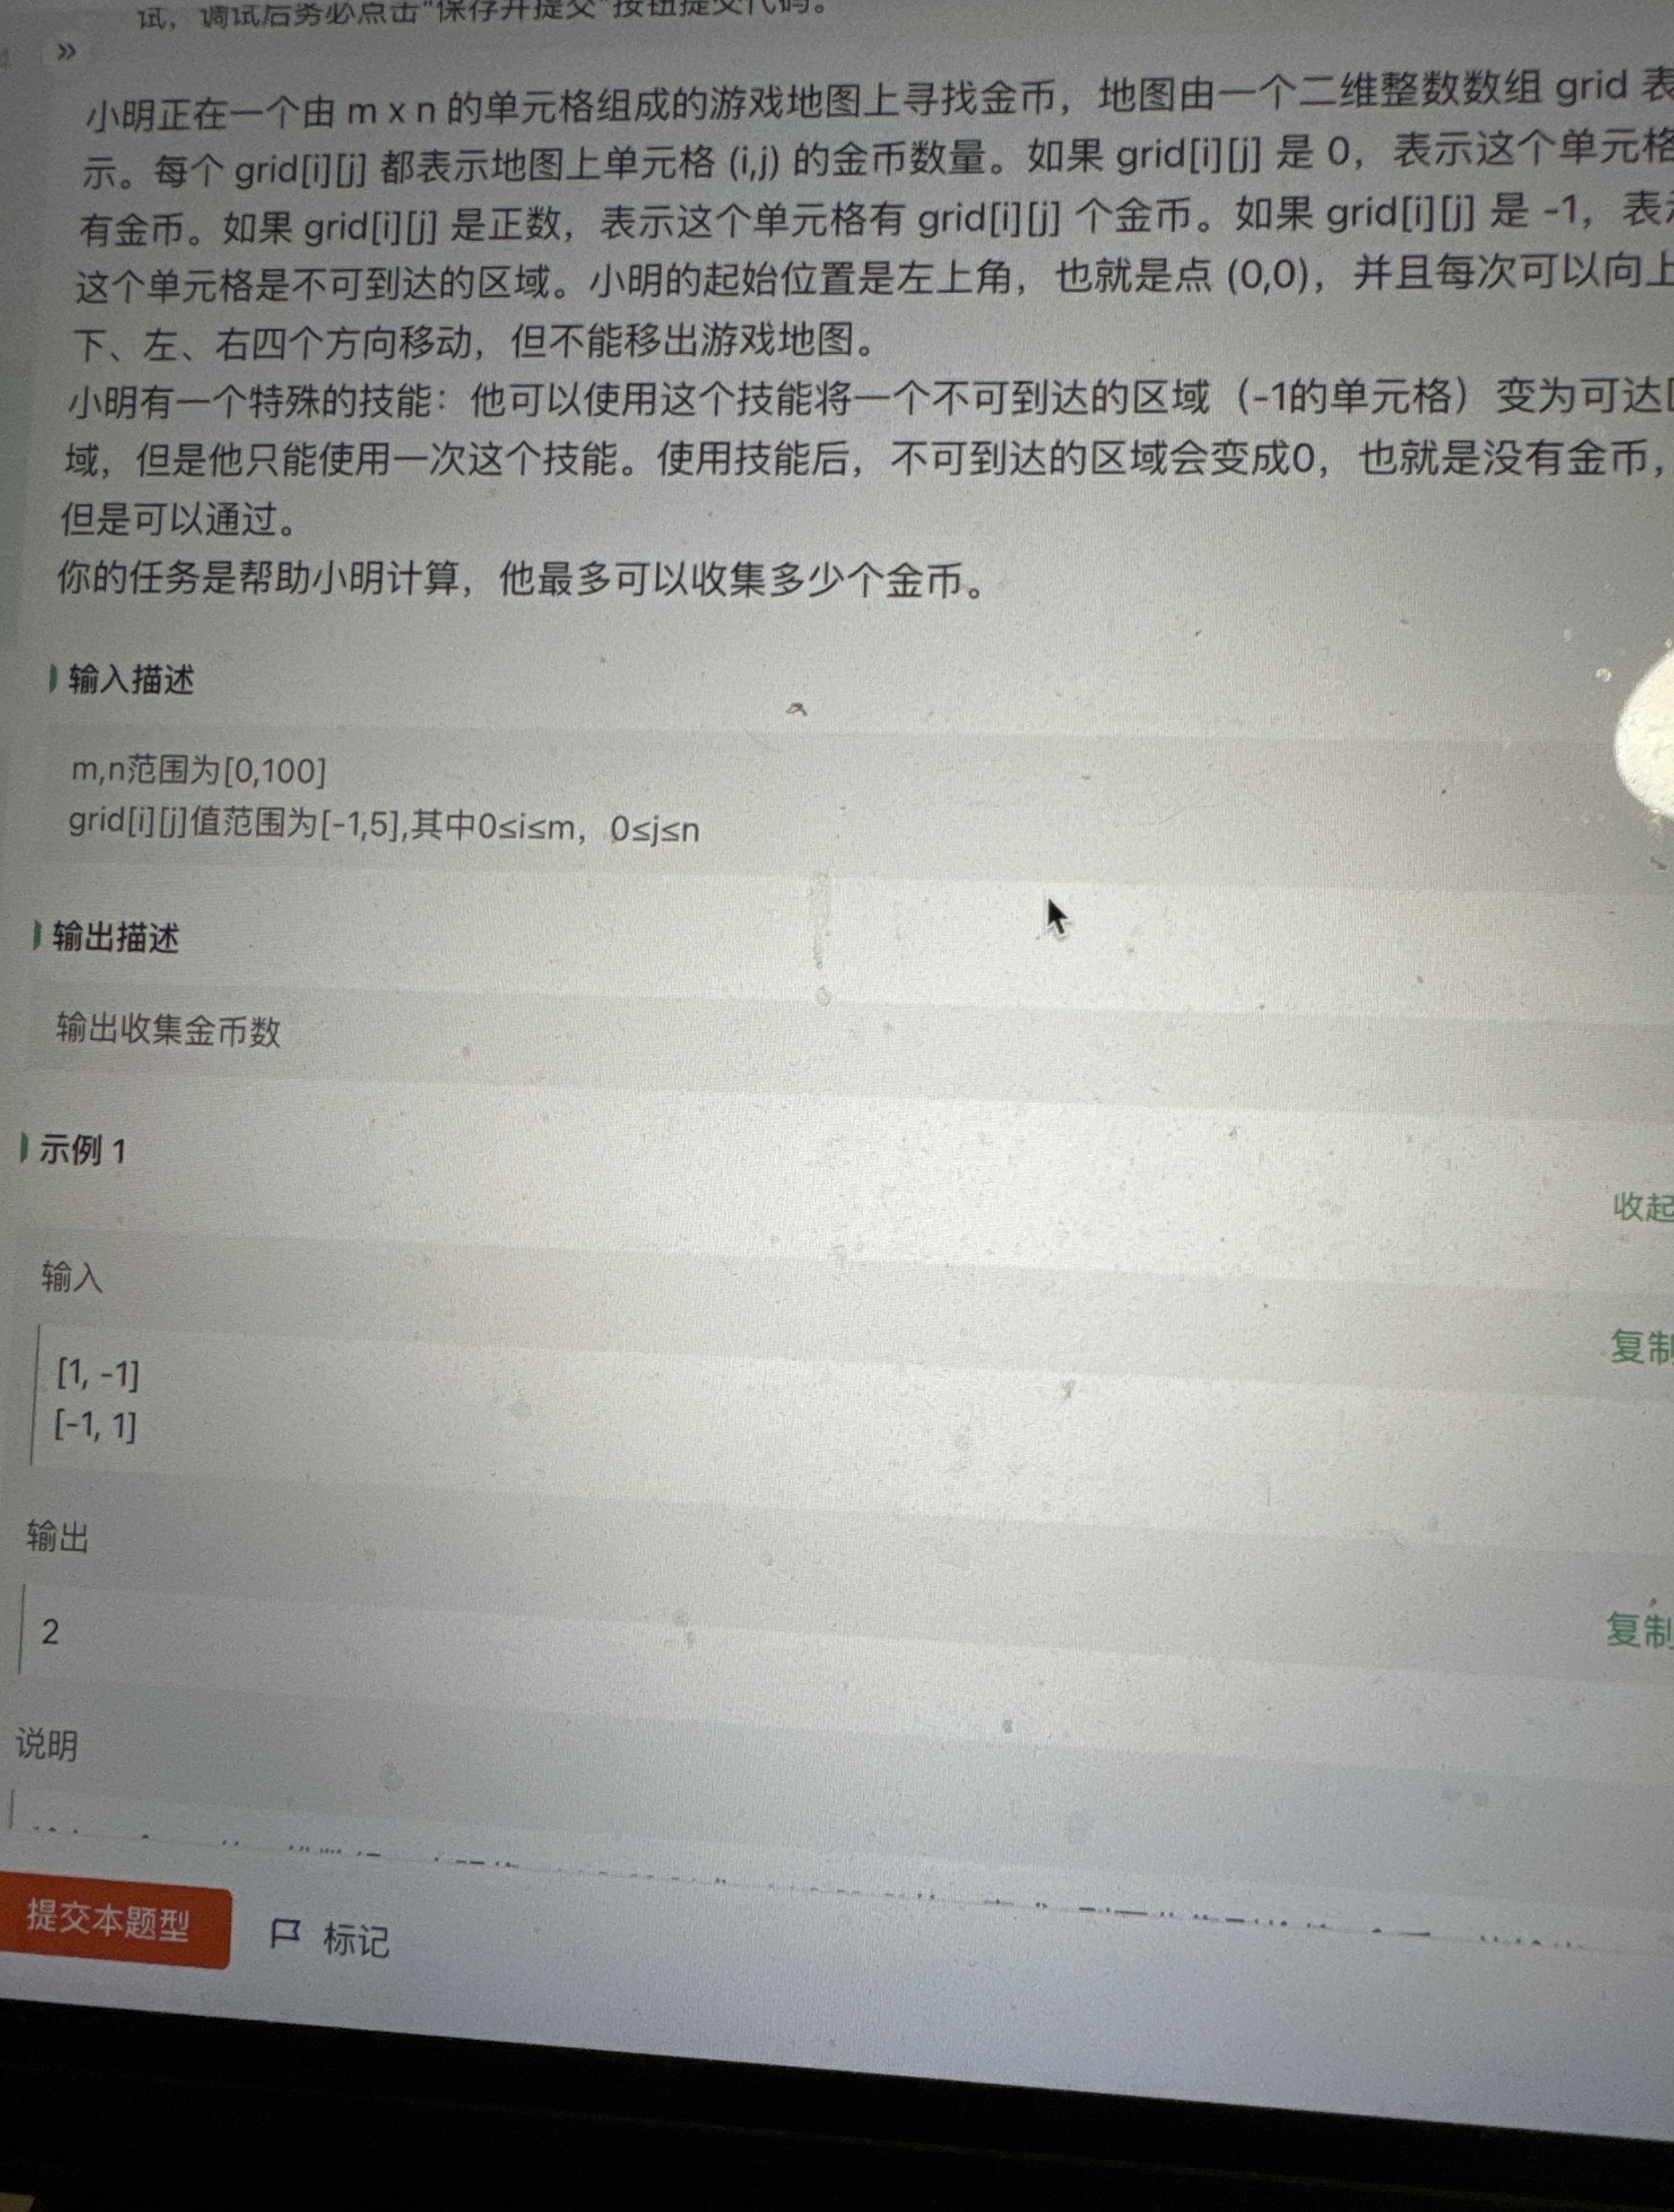 试，调试后务必点击“保存并提交”按钮提交代码。
»
小明正在一个由 m x n 的单元格组成的游戏地图上寻找金币，地图由一个二维整数数组 grid 表
示。每个 grid[i][j] 都表示地图上单元格 (i,j) 的金币数量。如果 grid[i][j] 是 0，表示这个单元格
有金币。如果 grid[i][j] 是正数，表示这个单元格有 grid[i][j] 个金币。如果 grid[i][j] 是 -1，表
这个单元格是不可到达的区域。小明的起始位置是左上角，也就是点 (0,0)，并且每次可以向上
下、左、右四个方向移动，但不能移出游戏地图。
小明有一个特殊的技能：他可以使用这个技能将一个不可到达的区域（-1的单元格）变为可达
域，但是他只能使用一次这个技能。使用技能后，不可到达的区域会变成0，也就是没有金币，
但是可以通过。
你的任务是帮助小明计算，他最多可以收集多少个金币。
输入描述
m,n范围为[0,100]
grid[i][j]值范围为[-1,5],其中0≤i≤m，0≤j≤n
输出描述
输出收集金币数
示例 1
收起
输入
复制
[1, -1]
[-1, 1]
输出
2
复制
说明
提交本题型
标记